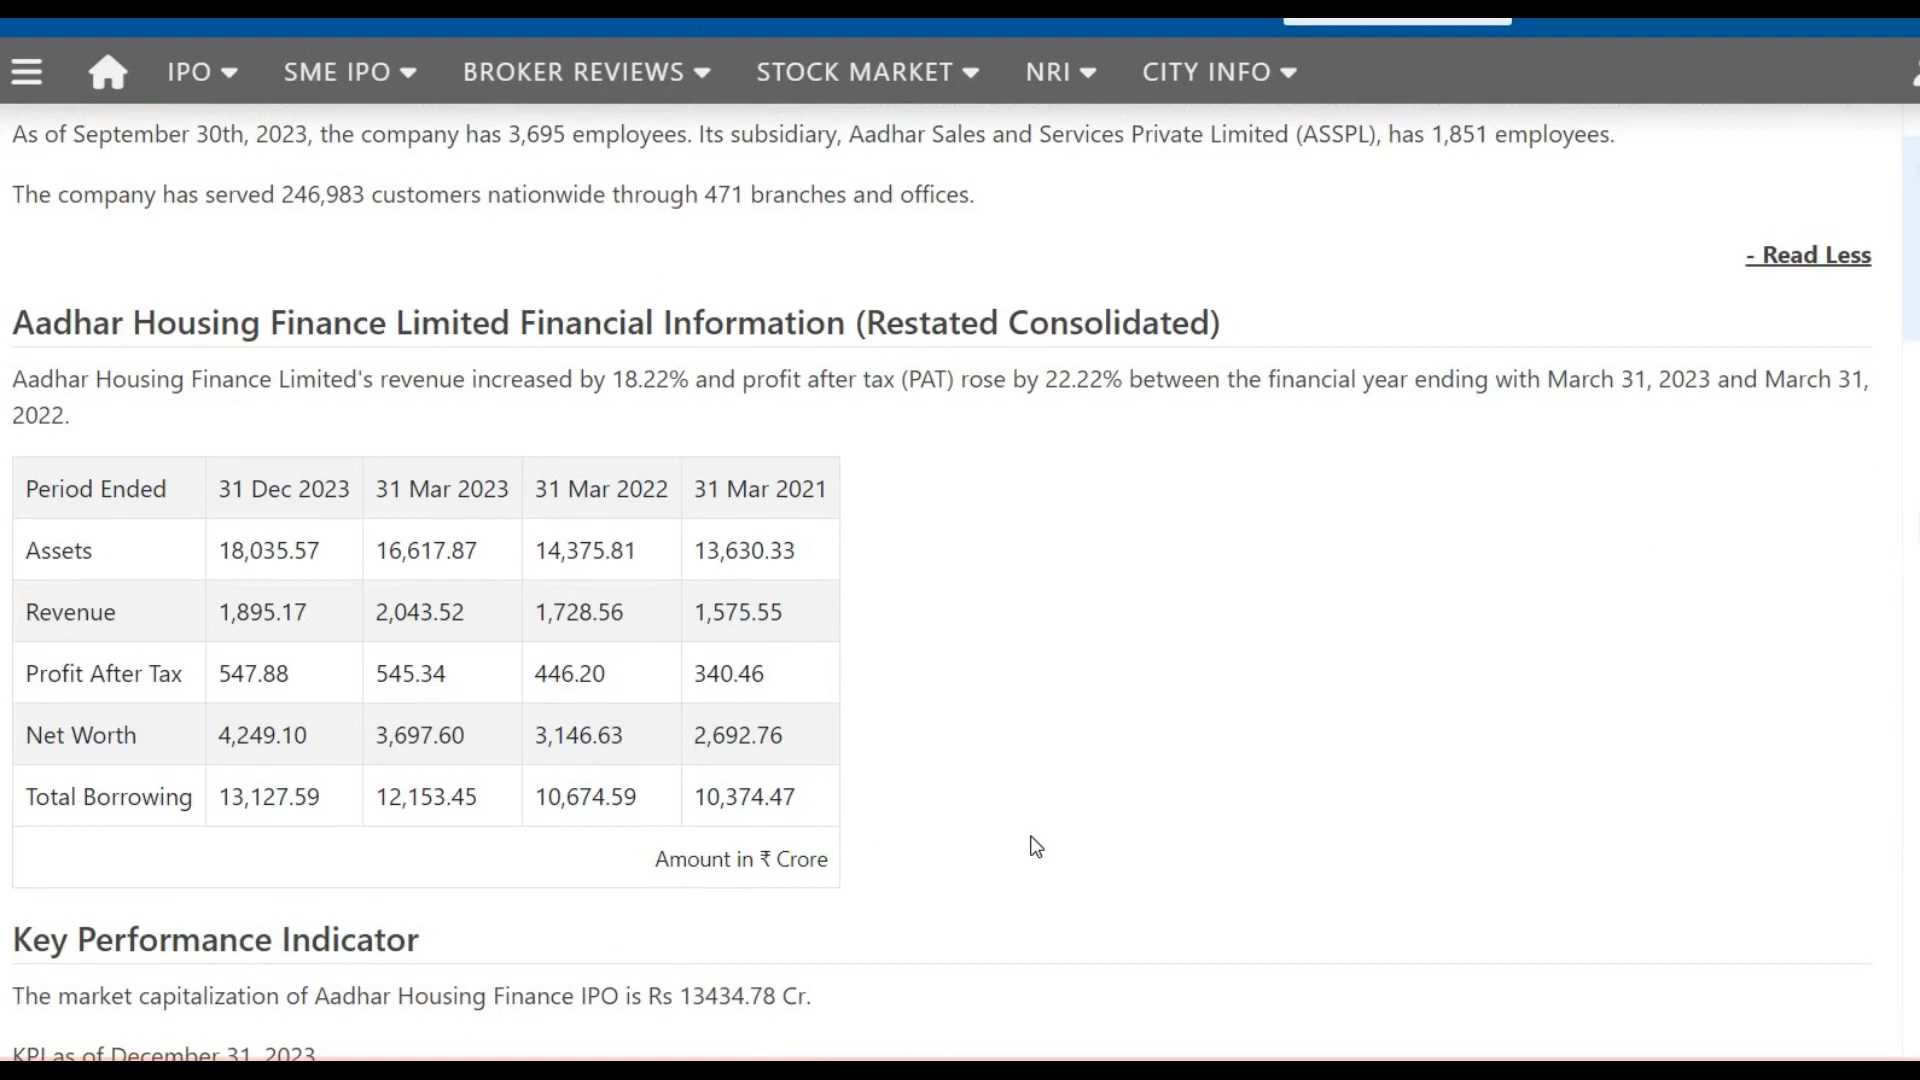 IPO SME IPO BROKER REVIEWS STOCK MARKET NRI CITY INFO
As of September 30th, 2023, the company has 3,695 employees. Its subsidiary, Aadhar Sales and Services Private Limited (ASSPL), has 1,851 employees.
The company has served 246,983 customers nationwide through 471 branches and offices.
- Read Less
Aadhar Housing Finance Limited Financial Information (Restated Consolidated)
Aadhar Housing Finance Limited's revenue increased by 18.22% and profit after tax (PAT) rose by 22.22% between the financial year ending with March 31, 2023 and March 31,
2022.
Period Ended 31 Dec 2023 31 Mar 2023 31 Mar 2022 31 Mar 2021
Assets 18,035.57 16,617.87 14,375.81 13,630.33
Revenue 1,895.17 2,043.52 1,728.56 1,575.55
Profit After Tax 547.88 545.34 446.20 340.46
Net Worth 4,249.10 3,697.60 3,146.63 2,692.76
Total Borrowing 13,127.59 12,153.45 10,674.59 10,374.47
Amount in ₹ Crore
Key Performance Indicator
The market capitalization of Aadhar Housing Finance IPO is Rs 13434.78 Cr.
KPI as of December 31, 2023